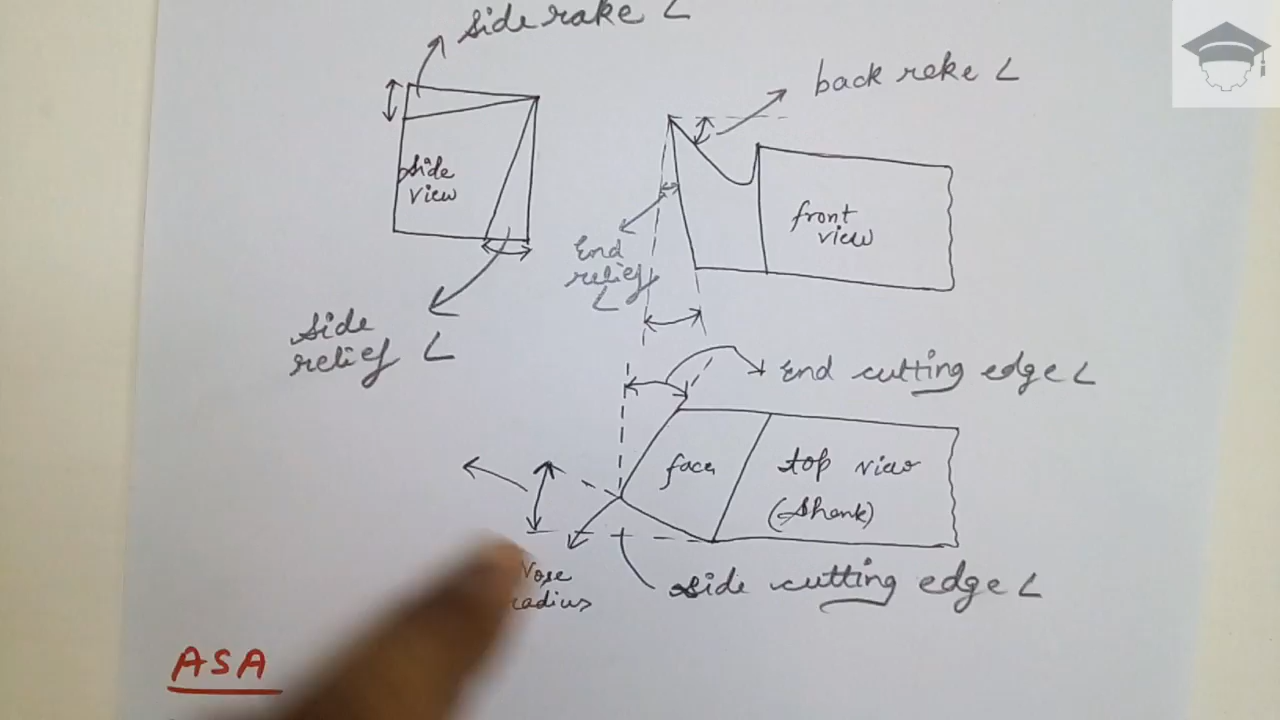 side rake ∠
back reke ∠
side
view
front
view
End
relief
∠
side
relief ∠
End cutting edge ∠
face
top view
(Shank)
Nose
radius
side cutting edge ∠
ASA